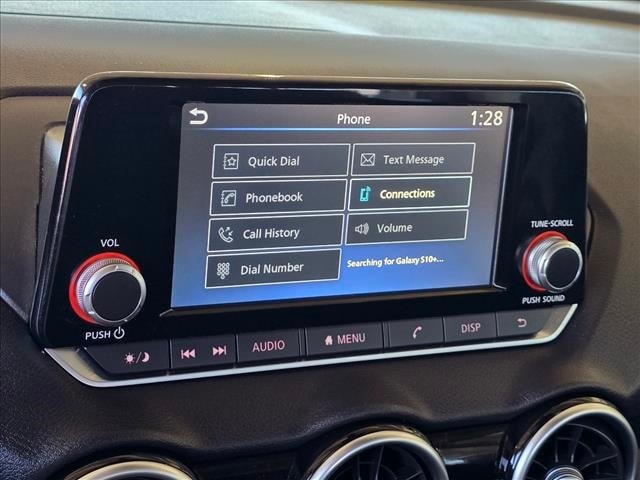 Phone
1:28
Quick Dial
Text Message
Phonebook
Connections
Call History
Volume
Dial Number
Searching for Galaxy S10+...
VOL
PUSH
TUNE·SCROLL
PUSH SOUND
AUDIO
MENU
DISP